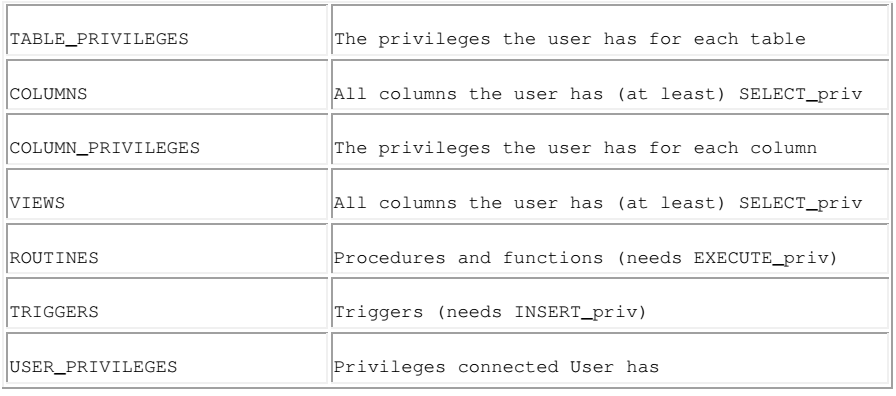 TABLE_PRIVILEGES The privileges the user has for each table
COLUMNS All columns the user has (at least) SELECT_priv
COLUMN_PRIVILEGES The privileges the user has for each column
VIEWS All columns the user has (at least) SELECT_priv
ROUTINES Procedures and functions (needs EXECUTE_priv)
TRIGGERS Triggers (needs INSERT_priv)
USER_PRIVILEGES Privileges connected User has